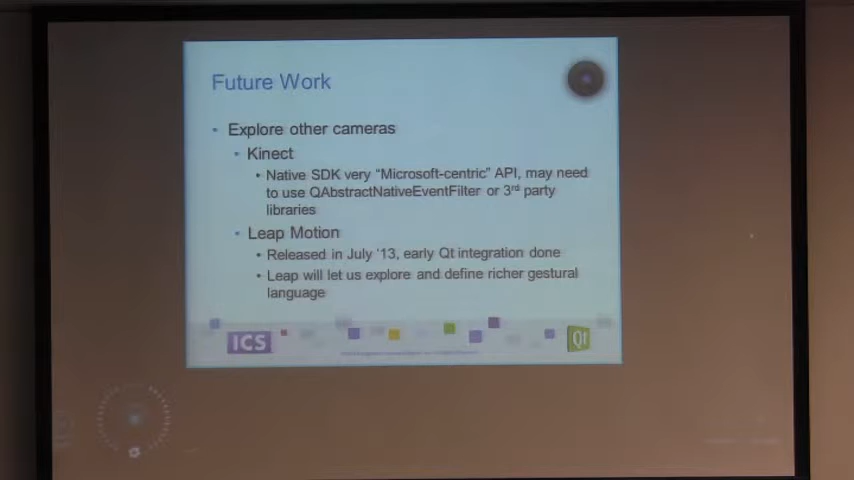 Future Work
• Explore other cameras
• Kinect
• Native SDK very "Microsoft-centric" API, may need
to use QAbstractNativeEventFilter or 3rd party
libraries
• Leap Motion
• Released in July '13, early Qt integration done
• Leap will let us explore and define richer gestural
language
ICS
Qt